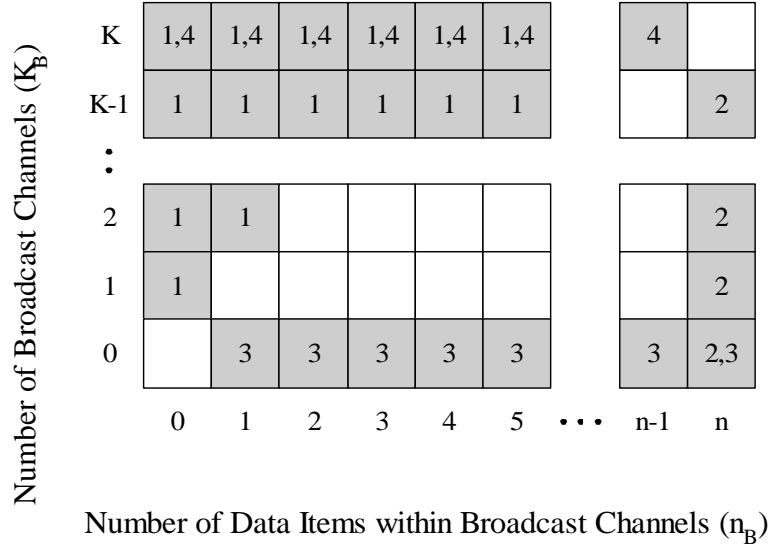 K 1,4 1,4 1,4 1,4 1,4 1,4 4
K-1 1 1 1 1 1 1 2
2 1 1 2
1 1 2
0 3 3 3 3 3 3 2,3
0 1 2 3 4 5 ••• n-1 n
Number of Broadcast Channels (K_B)
Number of Data Items within Broadcast Channels (n_B)